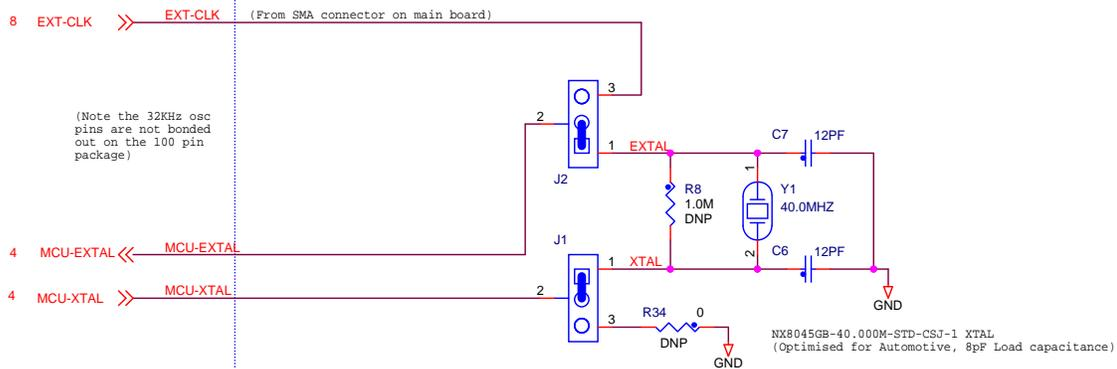 8 EXT-CLK EXT-CLK (From SMA connector on main board)
3
(Note the 32KHz osc
pins are not bonded
out on the 100 pin
package)
2
1 EXTAL
J2
C7 12PF
R8
1.0M
DNP
1
Y1
40.0MHZ
2
4 MCU-EXTAL MCU-EXTAL
J1
1 XTAL
C6 12PF
4 MCU-XTAL MCU-XTAL
2
3
R34 0
DNP
GND
GND
NX8045GB-40.000M-STD-CSJ-1 XTAL
(Optimised for Automotive, 8pF Load capacitance)